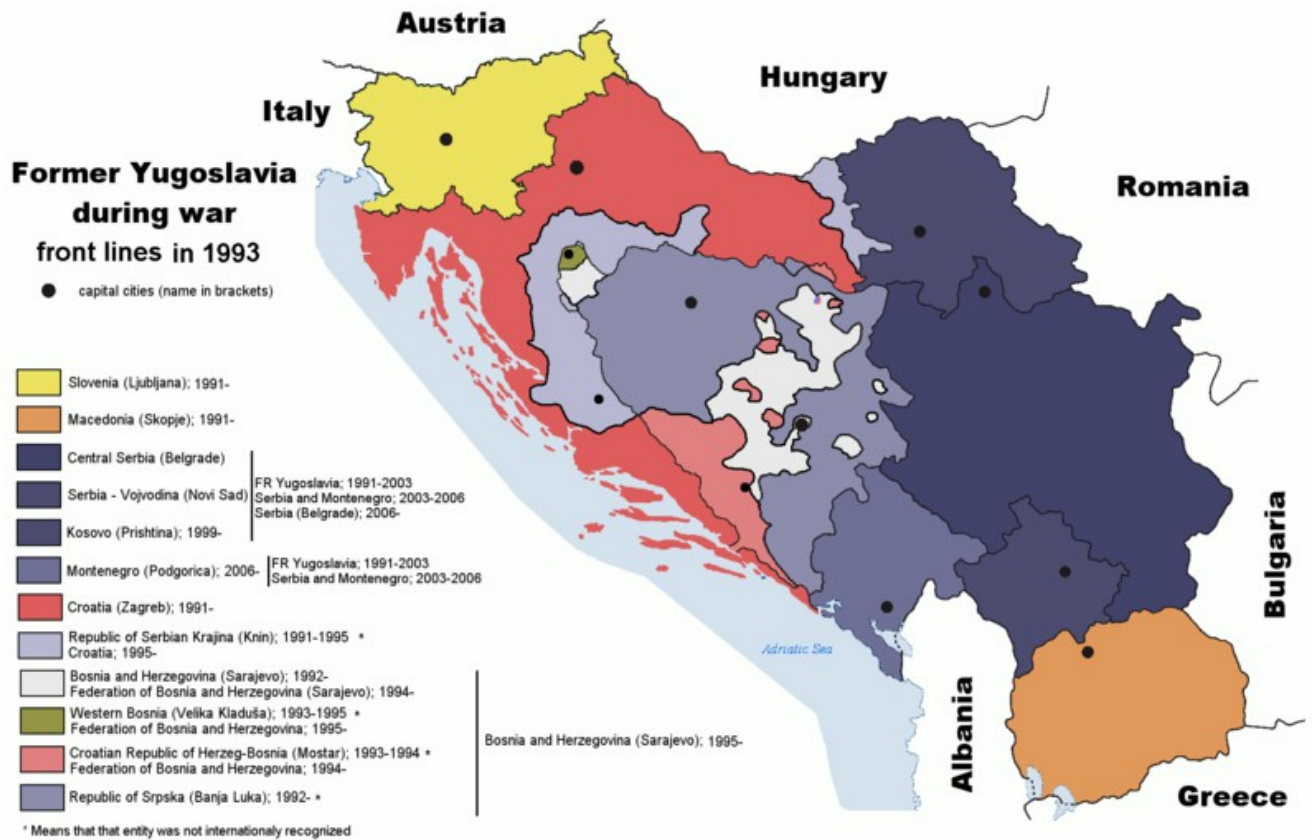 Austria
Hungary
Italy
Romania
Former Yugoslavia
during war
front lines in 1993
capital cities (name in brackets)
Slovenia (Ljubljana); 1991-
Macedonia (Skopje); 1991-
Central Serbia (Belgrade)
Serbia - Vojvodina (Novi Sad)
Kosovo (Prishtina); 1999-
FR Yugoslavia; 1991-2003
Serbia and Montenegro; 2003-2006
Serbia (Belgrade); 2006-
Montenegro (Podgorica); 2006-
FR Yugoslavia; 1991-2003
Serbia and Montenegro; 2003-2006
Croatia (Zagreb); 1991-
Republic of Serbian Krajina (Knin); 1991-1995 *
Croatia; 1995-
Bosnia and Herzegovina (Sarajevo); 1992-
Federation of Bosnia and Herzegovina (Sarajevo); 1994-
Western Bosnia (Velika Kladuša); 1993-1995 *
Federation of Bosnia and Herzegovina; 1995-
Croatian Republic of Herzeg-Bosnia (Mostar); 1993-1994 *
Federation of Bosnia and Herzegovina; 1994-
Republic of Srpska (Banja Luka); 1992- *
Bosnia and Herzegovina (Sarajevo); 1995-
* Means that that entity was not internationaly recognized
Adriatic Sea
Albania
Bulgaria
Greece